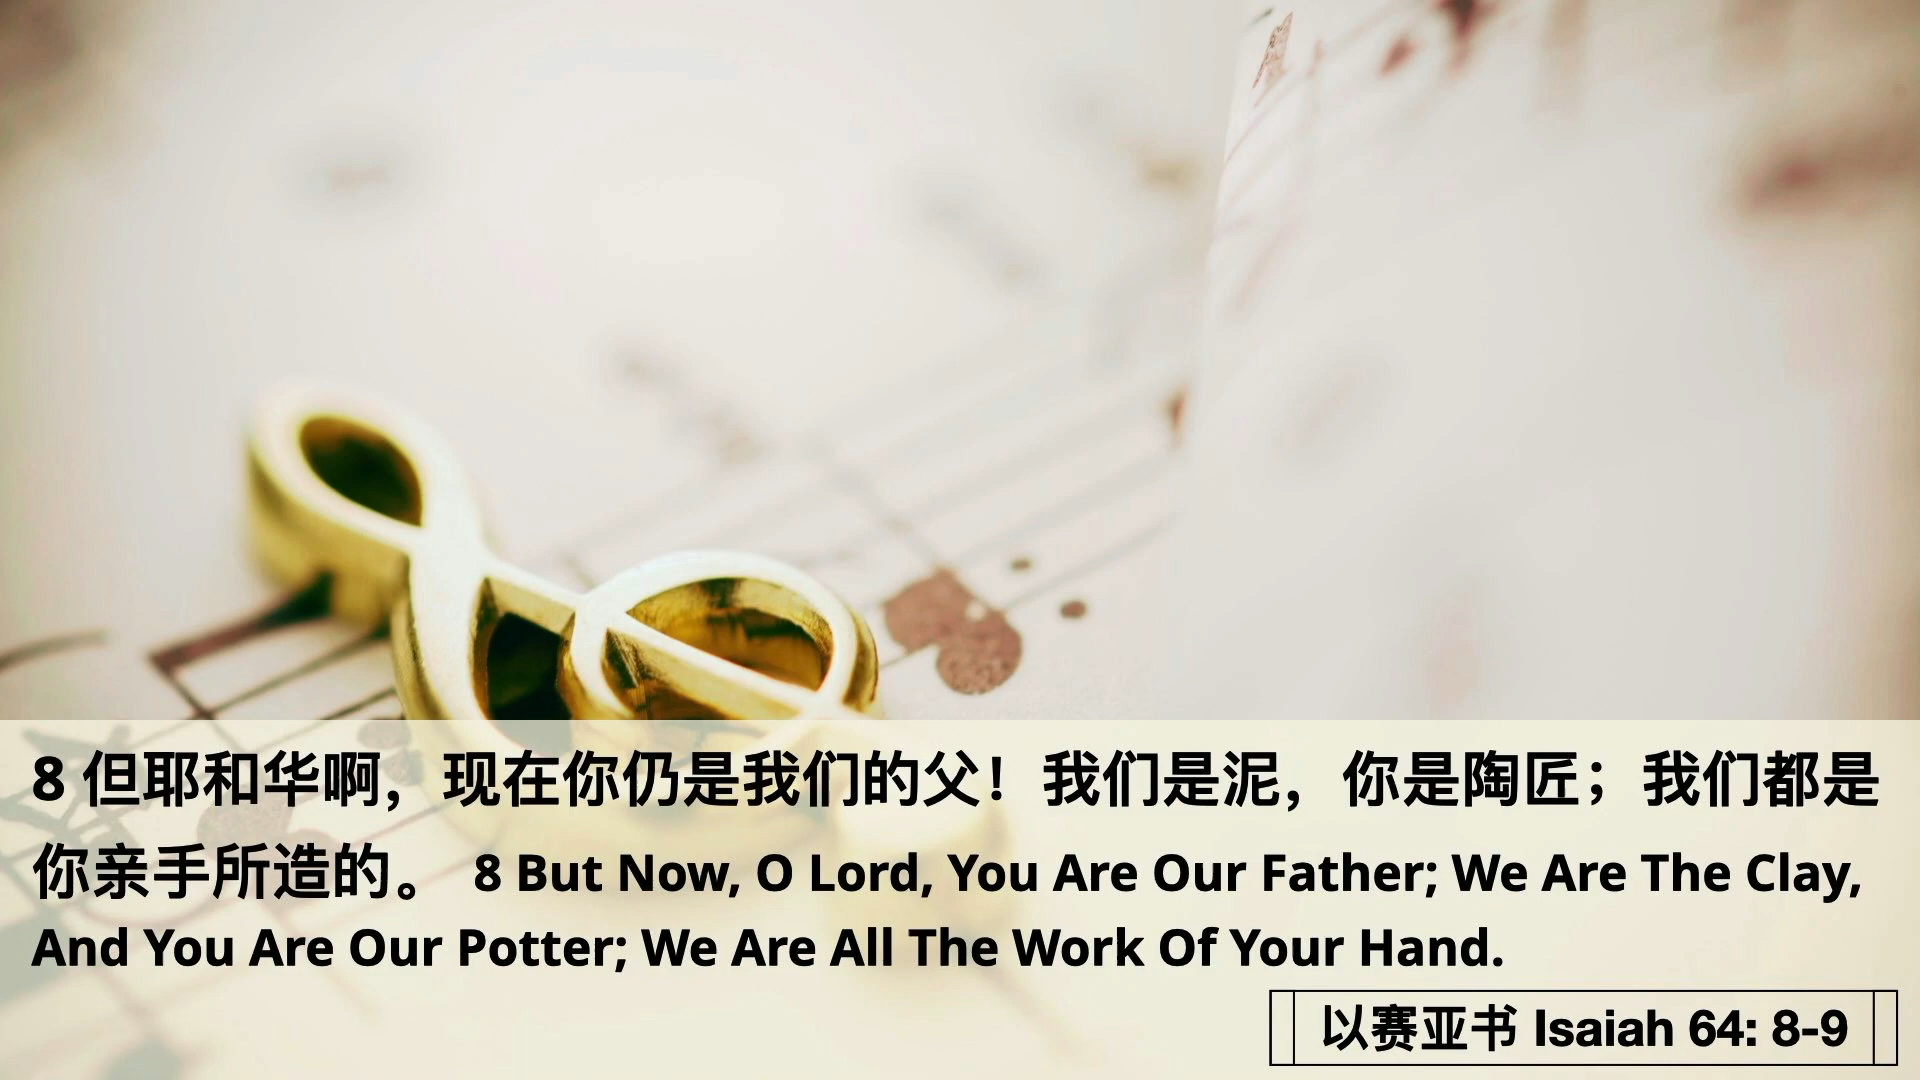 8 但耶和华啊，现在你仍是我们的父！我们是泥，你是陶匠；我们都是
你亲手所造的。 8 But Now, O Lord, You Are Our Father; We Are The Clay,
And You Are Our Potter; We Are All The Work Of Your Hand.
以赛亚书 Isaiah 64: 8-9